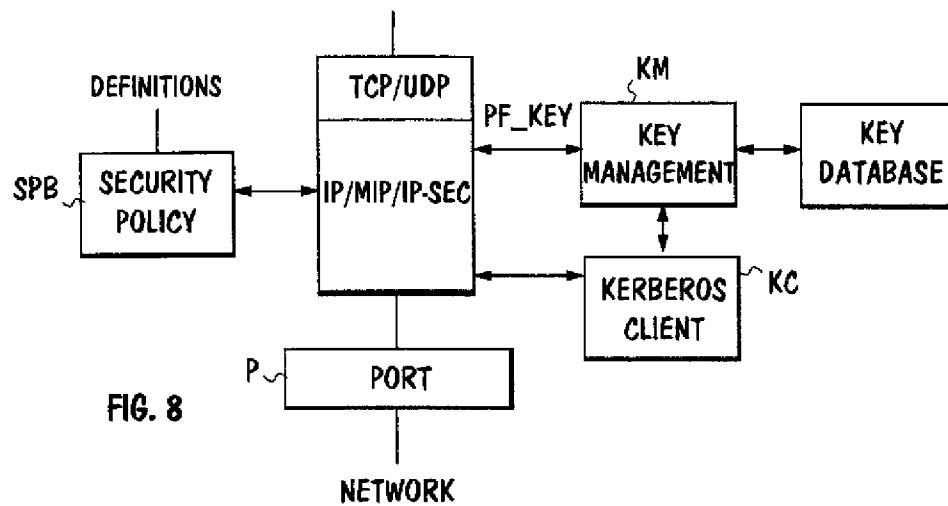 DEFINITIONS
SPB
SECURITY
POLICY
TCP/UDP
IP/MIP/IP-SEC
PF_KEY
KM
KEY
MANAGEMENT
KEY
DATABASE
KERBEROS
CLIENT
KC
P
PORT
FIG. 8
NETWORK